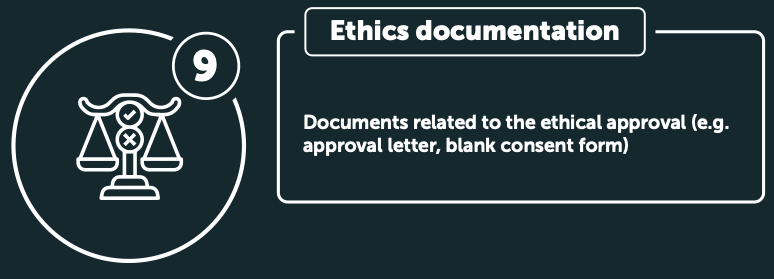 9
Ethics documentation
Documents related to the ethical approval (e.g.
approval letter, blank consent form)